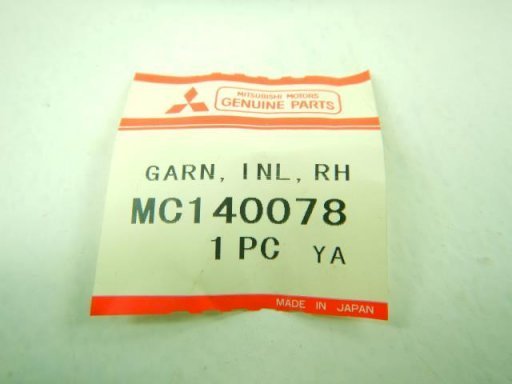 MITSUBISHI MOTORS
GENUINE PARTS
GARN, INL, RH
MC140078
1 PC YA
MADE IN JAPAN